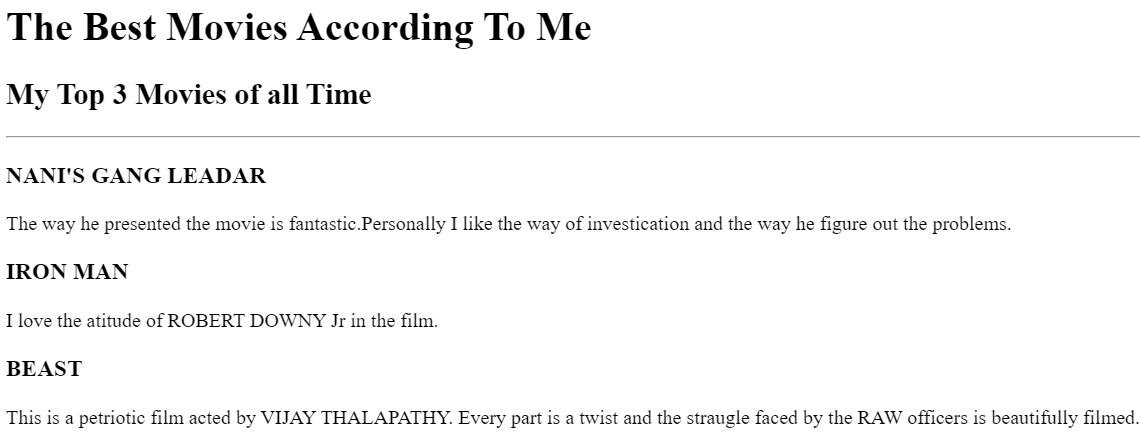 The Best Movies According To Me
My Top 3 Movies of all Time
NANI'S GANG LEADAR
The way he presented the movie is fantastic.Personally I like the way of investication and the way he figure out the problems.
IRON MAN
I love the atitude of ROBERT DOWNY Jr in the film.
BEAST
This is a petriotic film acted by VIJAY THALAPATHY. Every part is a twist and the straugle faced by the RAW officers is beautifully filmed.